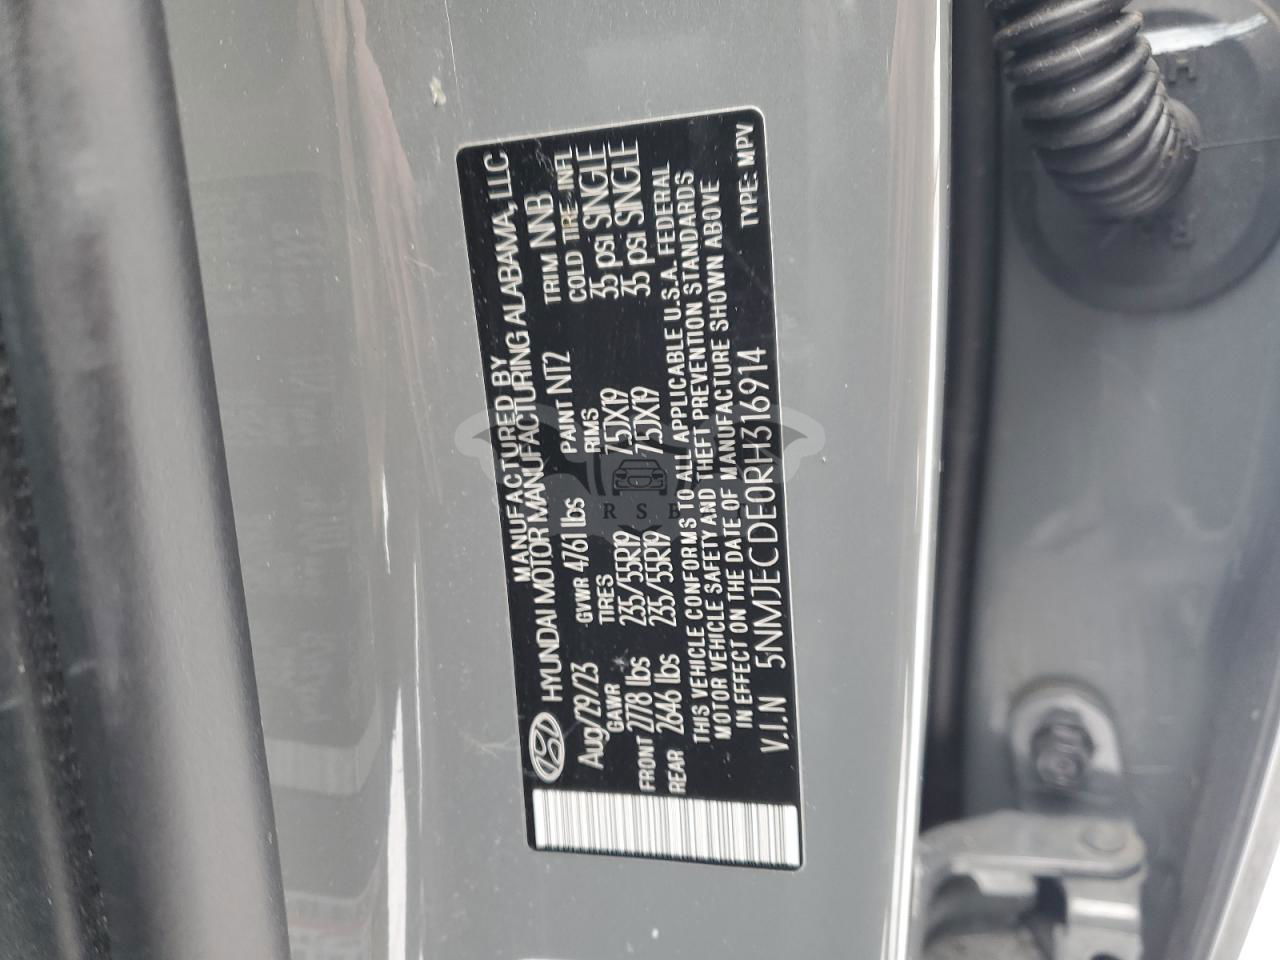 MANUFACTURED BY
HYUNDAI MOTOR MANUFACTURING ALABAMA, LLC
Aug/29/23 GVWR 4761 lbs PAINT NT2 TRIM NNB
GAWR TIRES RIMS COLD TIRE INFL
FRONT 2778 lbs 235/55R19 7.5JX19 35 psi SINGLE
REAR 2646 lbs 235/55R19 7.5JX19 35 psi SINGLE
THIS VEHICLE CONFORMS TO ALL APPLICABLE U.S.A. FEDERAL
MOTOR VEHICLE SAFETY AND THEFT PREVENTION STANDARDS
IN EFFECT ON THE DATE OF MANUFACTURE SHOWN ABOVE
V.I.N 5NMJECDE0RH316914 TYPE: MPV